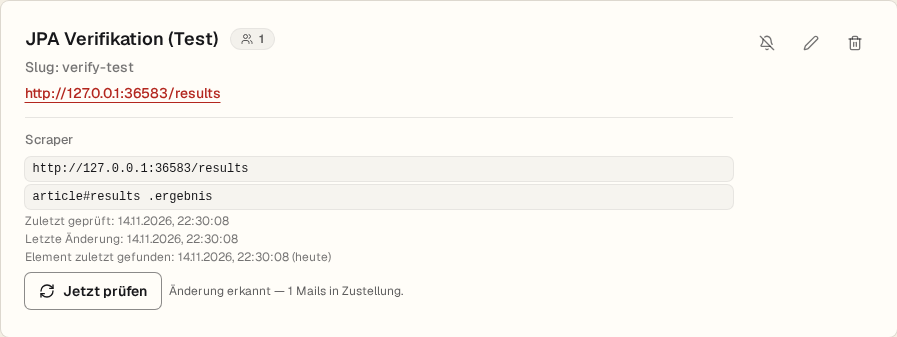 JPA Verifikation (Test) 1
Slug: verify-test
http://127.0.0.1:36583/results
Scraper
http://127.0.0.1:36583/results
article#results .ergebnis
Zuletzt geprüft: 14.11.2026, 22:30:08
Letzte Änderung: 14.11.2026, 22:30:08
Element zuletzt gefunden: 14.11.2026, 22:30:08 (heute)
Jetzt prüfen Änderung erkannt — 1 Mails in Zustellung.